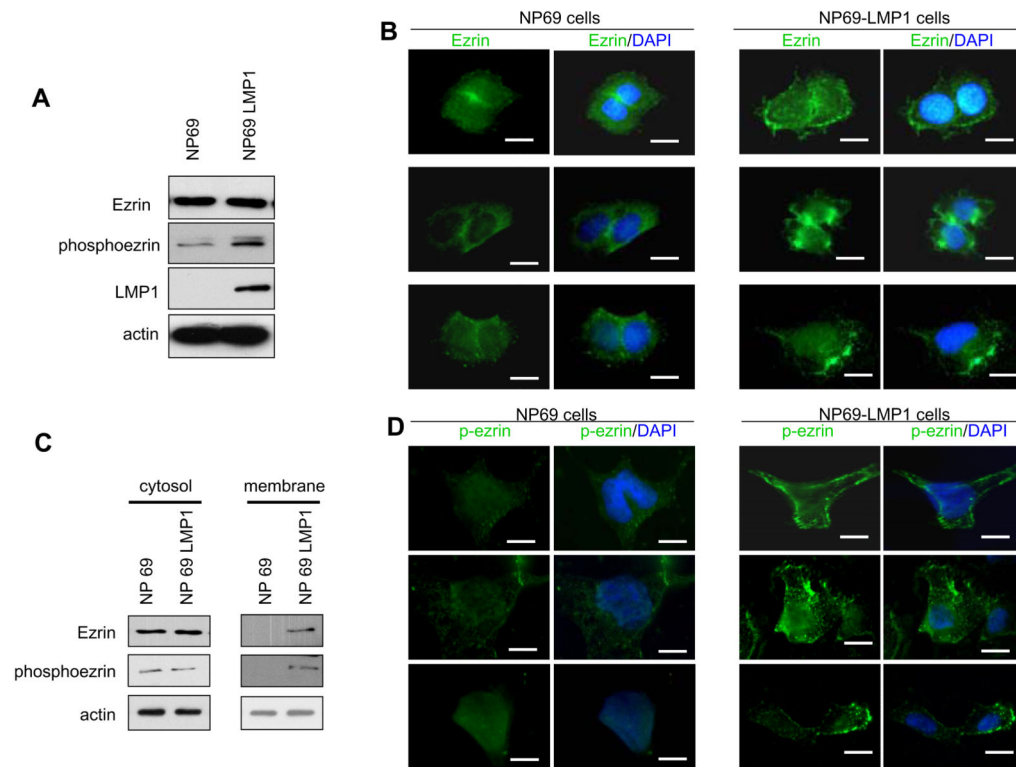 A
NP69
NP69 LMP1
Ezrin
phosphoezrin
LMP1
actin
B
NP69 cells
Ezrin
Ezrin/DAPI
NP69-LMP1 cells
Ezrin
Ezrin/DAPI
C
cytosol
membrane
NP 69
NP 69 LMP1
NP 69
NP 69 LMP1
Ezrin
phosphoezrin
actin
D
NP69 cells
p-ezrin
p-ezrin/DAPI
NP69-LMP1 cells
p-ezrin
p-ezrin/DAPI